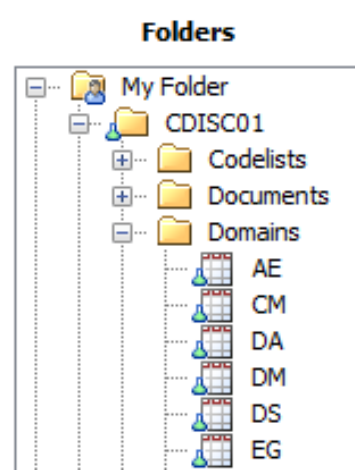 Folders
My Folder
CDISC01
Codelists
Documents
Domains
AE
CM
DA
DM
DS
EG